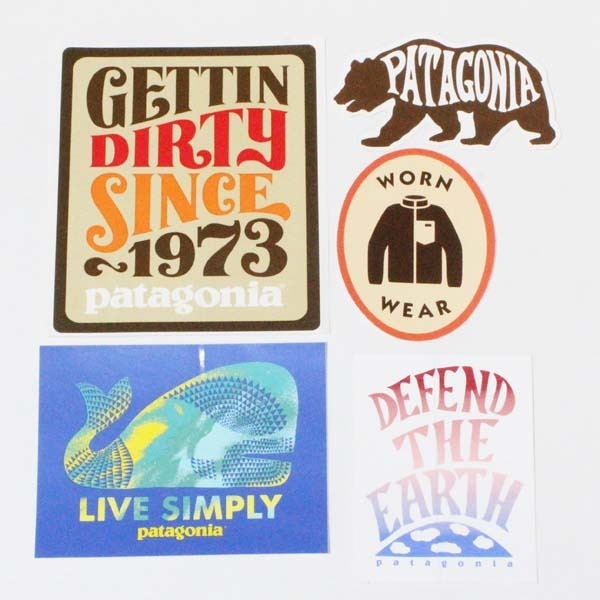 GETTIN
DIRTY
SINCE
~1973
patagonia®
PATAGONIA
WORN
WEAR
LIVE SIMPLY
patagonia®
DEFEND
THE
EARTH
patagonia